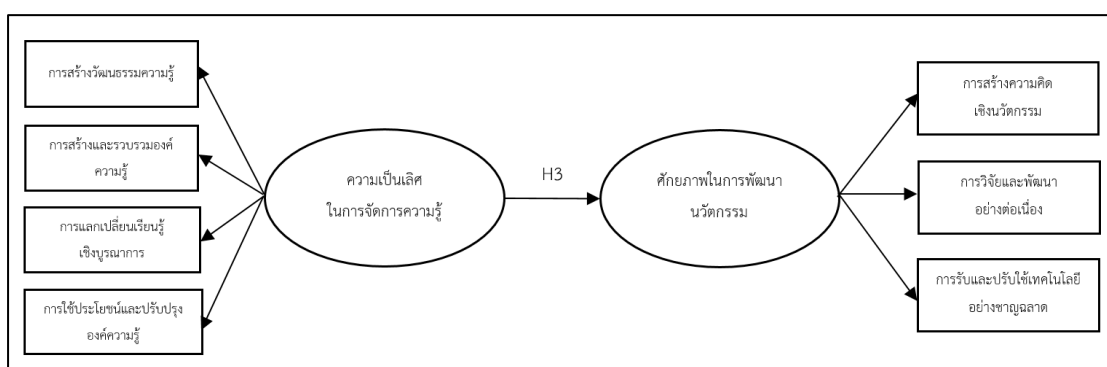 การสร้างวัฒนธรรมความรู้
การสร้างและรวบรวมองค์
ความรู้
การแลกเปลี่ยนเรียนรู้
เชิงบูรณาการ
การใช้ประโยชน์และปรับปรุง
องค์ความรู้
ความเป็นเลิศ
ในการจัดการความรู้
H3
ศักยภาพในการพัฒนา
นวัตกรรม
การสร้างความคิด
เชิงนวัตกรรม
การวิจัยและพัฒนา
อย่างต่อเนื่อง
การรับและปรับใช้เทคโนโลยี
อย่างชาญฉลาด